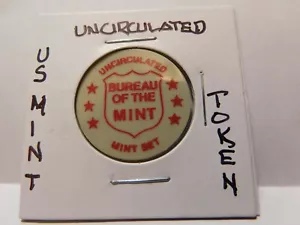 UNCIRCULATED
US MINT
UNCIRCULATED
BUREAU
OF THE
MINT
MINT SET
TOKEN